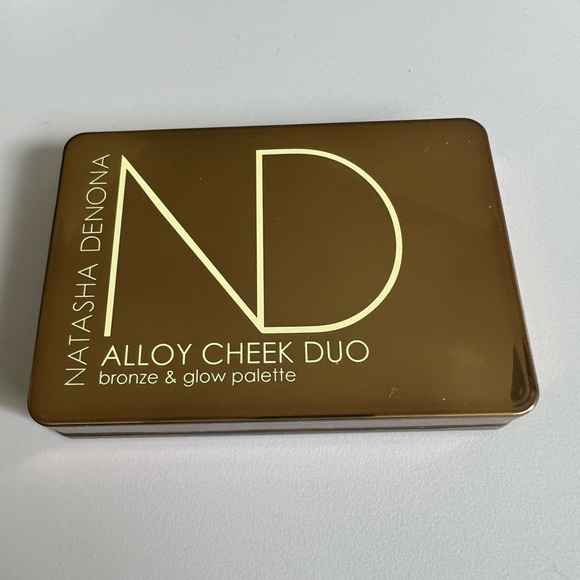 NATASHA DENONA
ND
ALLOY CHEEK DUO
bronze & glow palette